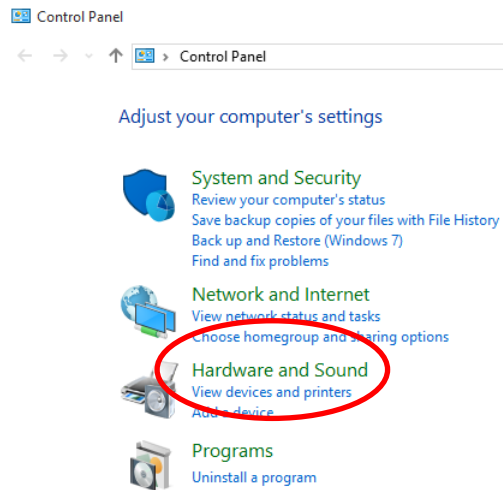 Control Panel
Control Panel
Adjust your computer's settings
System and Security
Review your computer's status
Save backup copies of your files with File History
Back up and Restore (Windows 7)
Find and fix problems
Network and Internet
View network status and tasks
Choose homegroup and sharing options
Hardware and Sound
View devices and printers
Add a device
Programs
Uninstall a program